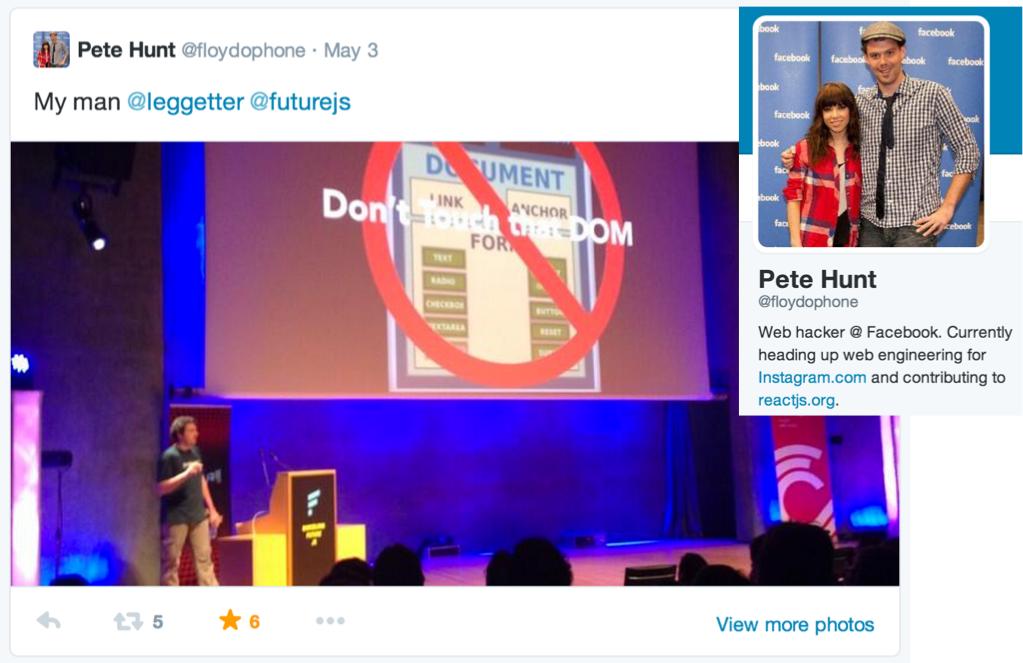 Pete Hunt @floydophone · May 3
My man @leggetter @futurejs
DOCUMENT
LINK ANCHOR
Don't Touch that DOM
FORM
TEXT
RADIO
CHECKBOX
BUTTON
TEXTAREA
RESET
5 6
View more photos
facebook
facebook
facebook
facebook
facebook
Pete Hunt
@floydophone
Web hacker @ Facebook. Currently
heading up web engineering for
Instagram.com and contributing to
reactjs.org.